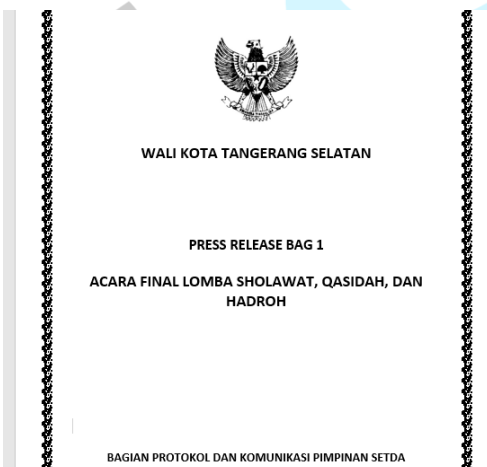 WALI KOTA TANGERANG SELATAN
PRESS RELEASE BAG 1
ACARA FINAL LOMBA SHOLAWAT, QASIDAH, DAN
HADROH
BAGIAN PROTOKOL DAN KOMUNIKASI PIMPINAN SETDA